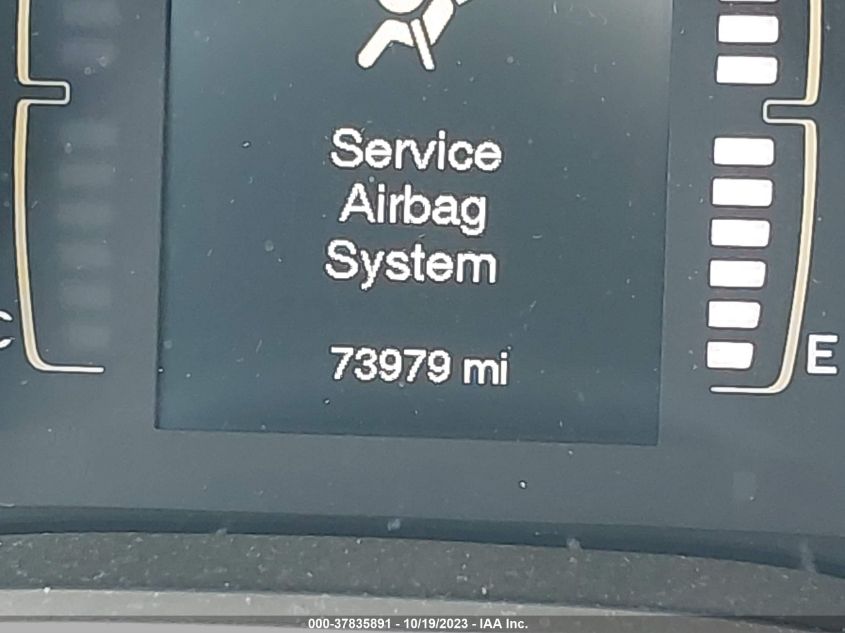 Service
Airbag
System
73979 mi
C
E
000-37835891 - 10/19/2023 - IAA Inc.